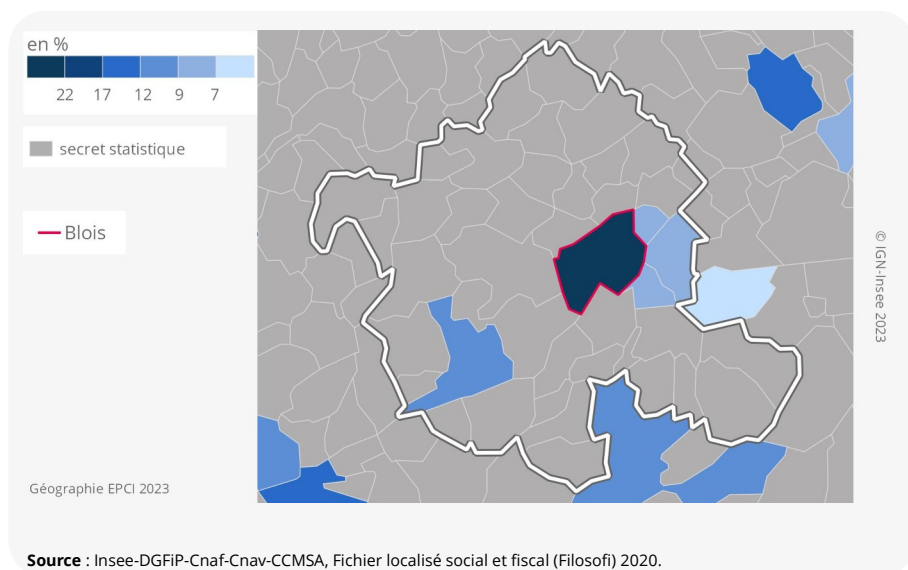 en %
22 17 12 9 7
secret statistique
Blois
© IGN-Insee 2023
Géographie EPCI 2023
Source : Insee-DGFiP-Cnaf-Cnav-CCMSA, Fichier localisé social et fiscal (Filosofi) 2020.